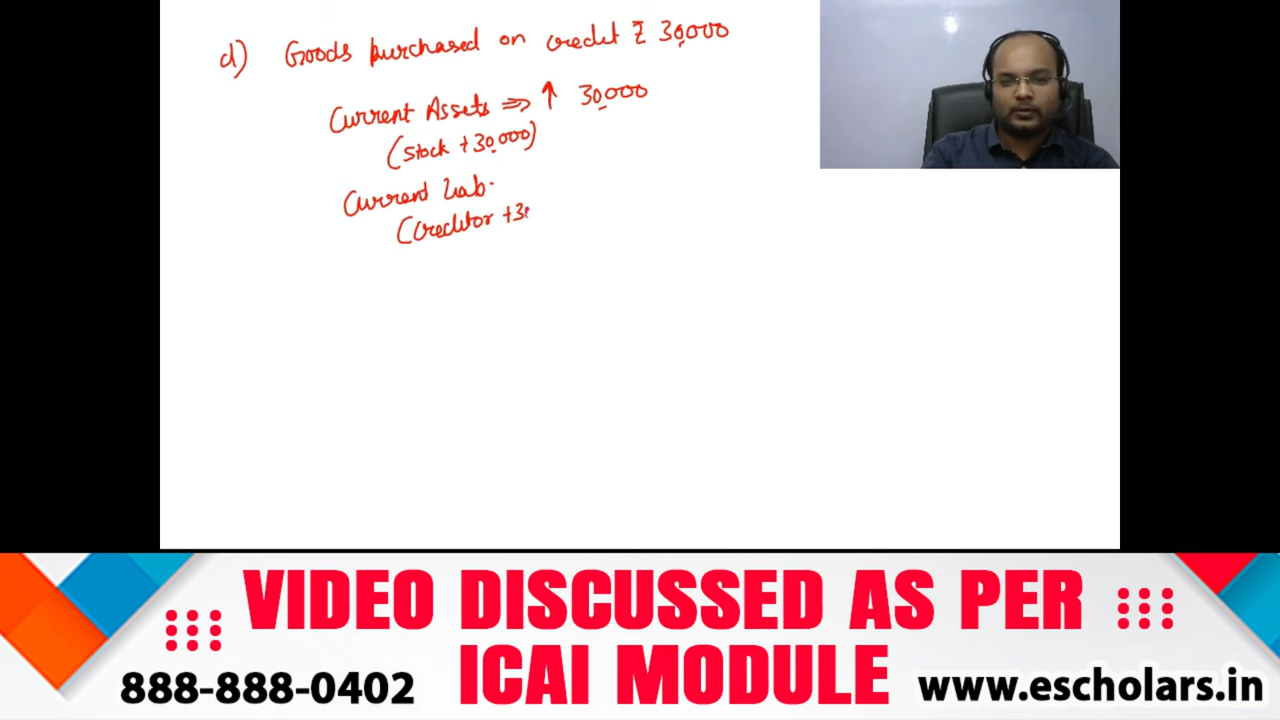 d) Goods purchased on credit ₹ 30,000
Current Assets ⇒ ↑ 30,000
(Stock +30,000)
Current Liab.
(Creditor +30
VIDEO DISCUSSED AS PER
ICAI MODULE
888-888-0402
www.escholars.in